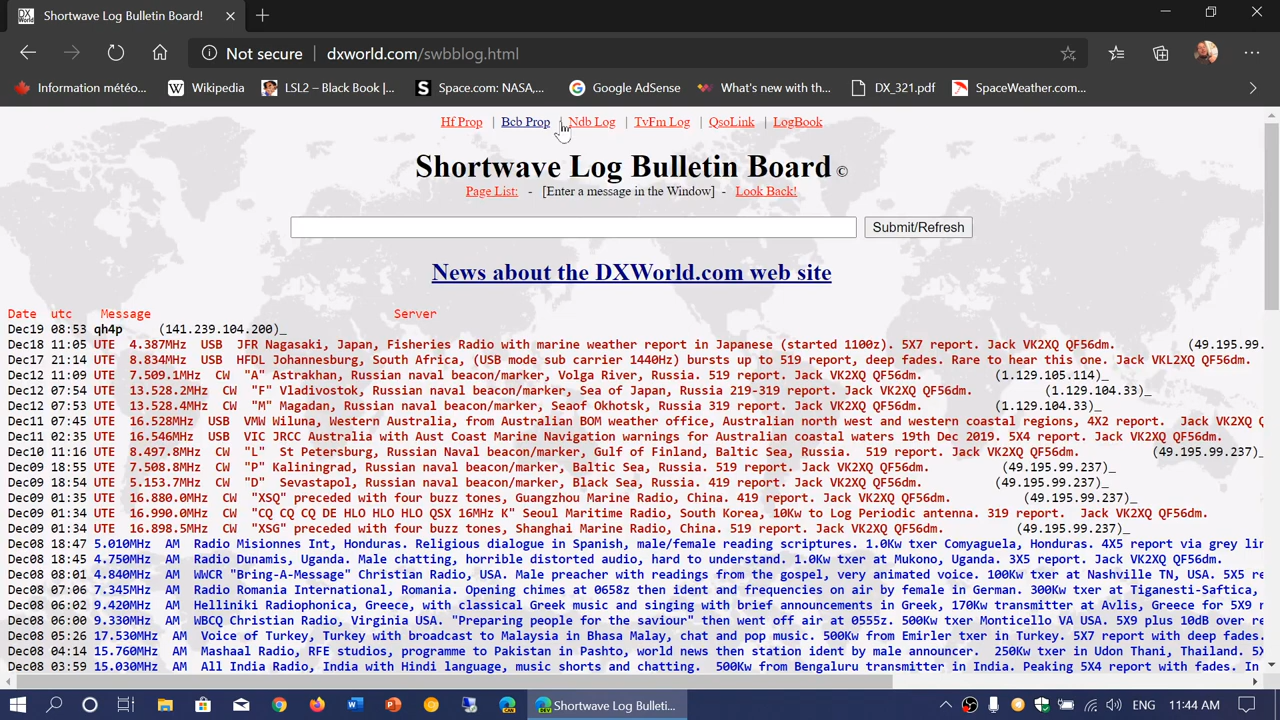 DX World Shortwave Log Bulletin Board!
Not secure | dxworld.com/swbblog.html
Information météo... Wikipedia LSL2 – Black Book |... Space.com: NASA,... Google AdSense What's new with th... DX_321.pdf SpaceWeather.com...
Hf Prop | Bcb Prop | Ndb Log | TvFm Log | QsoLink | LogBook
Shortwave Log Bulletin Board ©
Page List: - [Enter a message in the Window] - Look Back!
Submit/Refresh
News about the DXWorld.com web site
Date utc Message Server
Dec19 08:53 qh4p (141.239.104.200)_
Dec18 11:05 UTE 4.387MHz USB JFR Nagasaki, Japan, Fisheries Radio with marine weather report in Japanese (started 1100z). 5X7 report. Jack VK2XQ QF56dm. (49.195.99.
Dec17 21:14 UTE 8.834MHz USB HFDL Johannesburg, South Africa, (USB mode sub carrier 1440Hz) bursts up to 519 report, deep fades. Rare to hear this one. Jack VKL2XQ QF56dm.
Dec12 11:09 UTE 7.509.1MHz CW "A" Astrakhan, Russian naval beacon/marker, Volga River, Russia. 519 report. Jack VK2XQ QF56dm. (1.129.105.114)_
Dec12 07:54 UTE 13.528.2MHz CW "F" Vladivostok, Russian naval beacon/marker, Sea of Japan, Russia 219-319 report. Jack VK2XQ QF56dm. (1.129.104.33)_
Dec12 07:53 UTE 13.528.4MHz CW "M" Magadan, Russian naval beacon/marker, Seaof Okhotsk, Russia 319 report. Jack VK2XQ QF56dm. (1.129.104.33)_
Dec11 07:45 UTE 16.528MHz USB VMW Wiluna, Western Australia, from Australian BOM weather office, Australian north west and western coastal regions, 4X2 report. Jack VK2XQ QF5
Dec11 02:35 UTE 16.546MHz USB VIC JRCC Australia with Aust Coast Marine Navigation warnings for Australian coastal waters 19th Dec 2019. 5X4 report. Jack VK2XQ QF56dm.
Dec10 11:16 UTE 8.497.8MHz CW "L" St Petersburg, Russian Naval beacon/marker, Gulf of Finland, Baltic Sea, Russia. 519 report. Jack VK2XQ QF56dm. (49.195.99.237)_
Dec09 18:55 UTE 7.508.8MHz CW "P" Kaliningrad, Russian naval beacon/marker, Baltic Sea, Russia. 519 report. Jack VK2XQ QF56dm. (49.195.99.237)_
Dec09 18:54 UTE 5.153.7MHz CW "D" Sevastapol, Russian naval beacon/marker, Black Sea, Russia. 419 report. Jack VK2XQ QF56dm. (49.195.99.237)_
Dec09 01:35 UTE 16.880.0MHz CW "XSQ" preceded with four buzz tones, Guangzhou Marine Radio, China. 419 report. Jack VK2XQ QF56dm. (49.195.99.237)_
Dec09 01:34 UTE 16.990.0MHz CW "CQ CQ CQ DE HLO HLO HLO QSX 16MHz K" Seoul Maritime Radio, South Korea, 10Kw to Log Periodic antenna. 319 report. Jack VK2XQ QF56dm.
Dec09 01:34 UTE 16.898.5MHz CW "XSG" preceded with four buzz tones, Shanghai Marine Radio, China. 519 report. Jack VK2XQ QF56dm. (49.195.99.237)_
Dec08 18:47 5.010MHz AM Radio Misionnes Int, Honduras. Religious dialogue in Spanish, male/female reading scriptures. 1.0Kw txer Comyaguela, Honduras. 4X5 report via grey lin
Dec08 18:45 4.750MHz AM Radio Dunamis, Uganda. Male chatting, horrible distorted audio, hard to understand. 1.0Kw txer at Mukono, Uganda. 3X5 report. Jack VK2XQ QF56dm.
Dec08 08:01 4.840MHz AM WWCR "Bring-A-Message" Christian Radio, USA. Male preacher with readings from the gospel, very animated voice. 100Kw txer at Nashville TN, USA. 5X5 re
Dec08 07:06 7.345MHz AM Radio Romania International, Romania. Opening chimes at 0658z then ident and frequencies on air by female in German. 300Kw txer at Tiganesti-Saftica,
Dec08 06:02 9.420MHz AM Helliniki Radiophonica, Greece, with classical Greek music and singing with brief announcements in Greek, 170Kw transmitter at Avlis, Greece for 5X9 r
Dec08 06:00 9.330MHz AM WBCQ Christian Radio, Virginia USA. "Preparing people for the saviour" then went off air at 0555z. 500Kw Monticello VA USA. 5X9 plus 10dB over re
Dec08 05:26 17.530MHz AM Voice of Turkey, Turkey with broadcast to Malaysia in Bhasa Malay, chat and pop music. 500Kw from Emirler txer in Turkey. 5X7 report with deep fades.
Dec08 04:14 15.760MHz AM Mashaal Radio, RFE studios, programme to Pakistan in Pashto, world news then station ident by male announcer. 250Kw txer in Udon Thani, Thailand. 5X
Dec08 03:59 15.030MHz AM All India Radio, India with Hindi language, music shorts and chatting. 500Kw from Bengaluru transmitter in India. Peaking 5X4 report with fades. In
Shortwave Log Bulleti... 11:44 AM